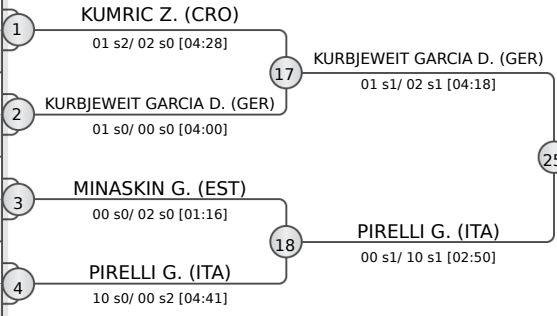 KUMRIC Z. (CRO)
1
01 s2/ 02 s0 [04:28]
17
KURBJEWEIT GARCIA D. (GER)
01 s1/ 02 s1 [04:18]
KURBJEWEIT GARCIA D. (GER)
2
01 s0/ 00 s0 [04:00]
25
MINASKIN G. (EST)
3
00 s0/ 02 s0 [01:16]
18
PIRELLI G. (ITA)
00 s1/ 10 s1 [02:50]
PIRELLI G. (ITA)
4
10 s0/ 00 s2 [04:41]